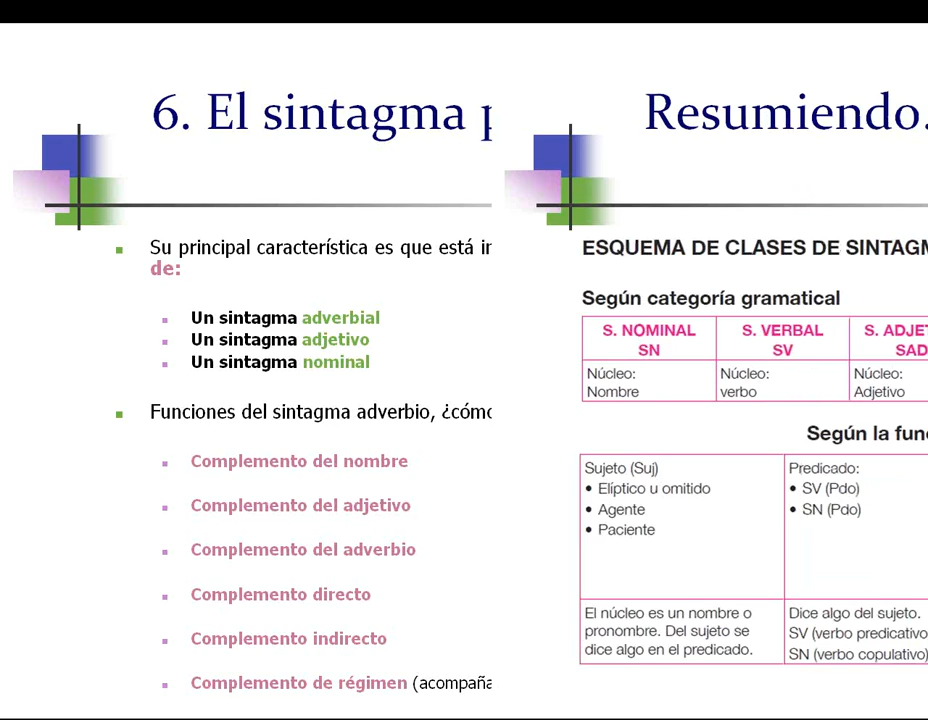 6. El sintagma
Su principal característica es que está
de:
Un sintagma adverbial
Un sintagma adjetivo
Un sintagma nominal
Funciones del sintagma adverbio,
Complemento del nombre
Complemento del adjetivo
Complemento del adverbio
Complemento directo
Complemento indirecto
Complemento de régimen (acompaña
Resumiendo.
ESQUEMA DE CLASES DE SINTAGM
Según categoría gramatical
S. NOMINAL S. VERBAL S. ADJET
SN SV SAD
Núcleo: Núcleo: Núcleo:
Nombre verbo Adjetivo
Según la fun
Sujeto (Suj) Predicado:
• Elíptico u omitido • SV (Pdo)
• Agente • SN (Pdo)
• Paciente
El núcleo es un nombre o Dice algo del sujeto.
pronombre. Del sujeto se SV (verbo predicativo
dice algo en el predicado. SN (verbo copulativo)